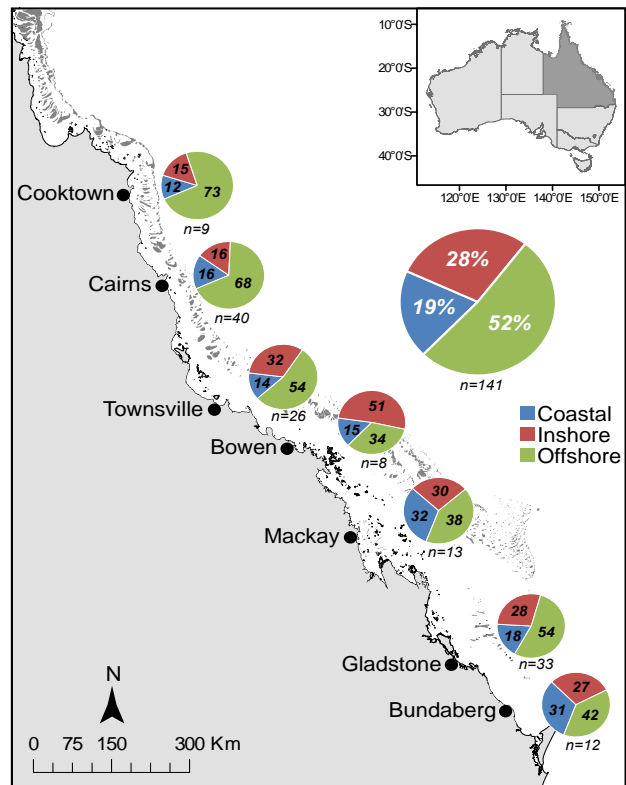 10°0'S
20°0'S
30°0'S
40°0'S
120°0'E 130°0'E 140°0'E 150°0'E
15
12 73
n=9
Cooktown
16
16 68
n=40
Cairns
28%
19%
52%
n=141
32
14 54
n=26
Townsville
51
15 34
n=8
Bowen
Coastal
Inshore
Offshore
30
32 38
n=13
Mackay
28
18 54
n=33
Gladstone
27
31 42
n=12
Bundaberg
N
0 75 150 300 Km